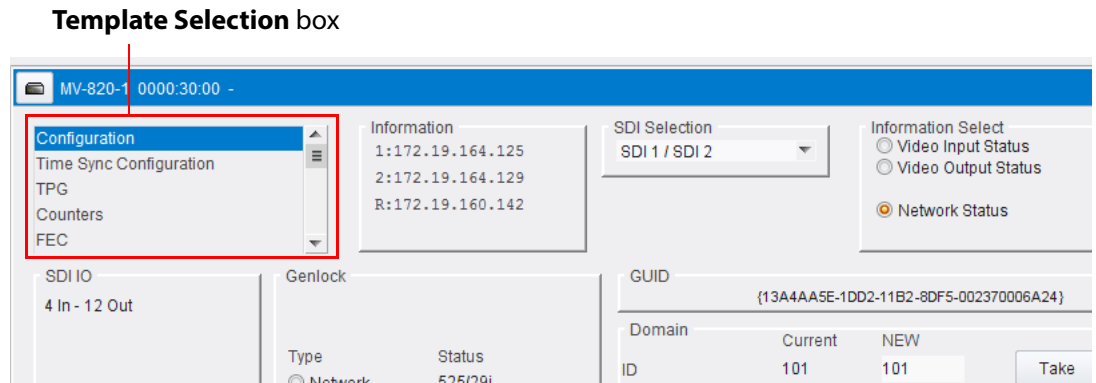 Template Selection box
MV-820-1 0000:30:00 -
Configuration
Time Sync Configuration
TPG
Counters
FEC
Information
1:172.19.164.125
2:172.19.164.129
R:172.19.160.142
SDI Selection
SDI 1 / SDI 2
Information Select
Video Input Status
Video Output Status
Network Status
SDI IO
4 In - 12 Out
Genlock
Type Status
Network 525/29i
GUID
{13A4AA5E-1DD2-11B2-8DF5-002370006A24}
Domain
Current NEW
ID 101 101 Take